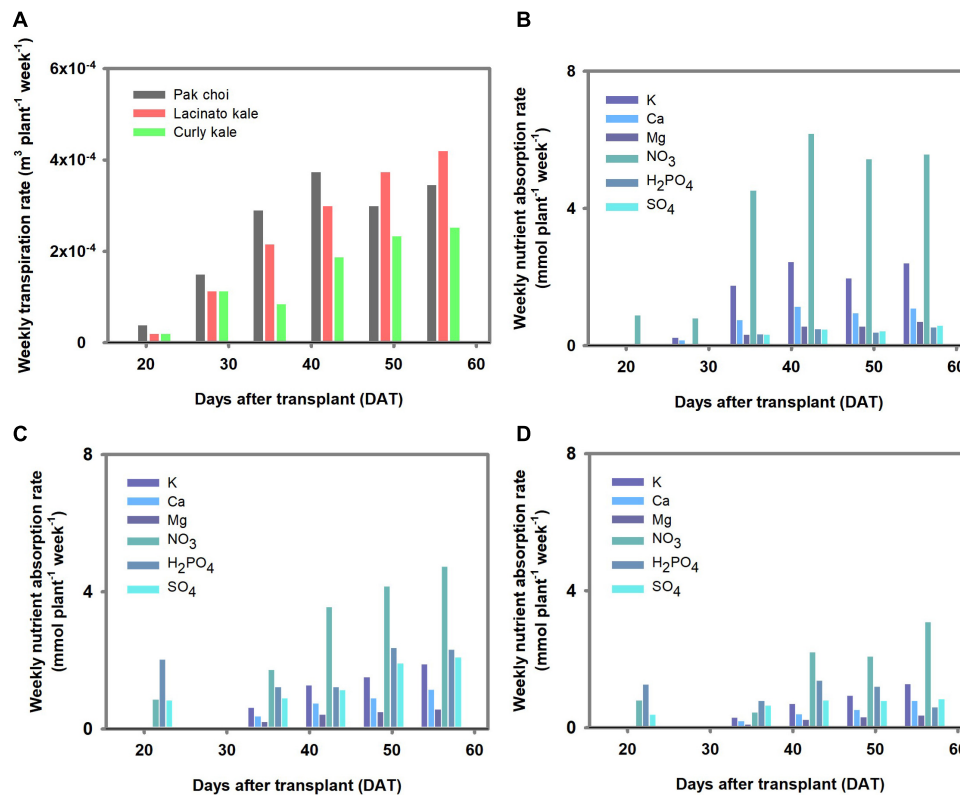 A
Weekly transpiration rate (m³ plant⁻¹ week⁻¹)
6x10⁻⁴
4x10⁻⁴
2x10⁻⁴
0
Pak choi
Lacinato kale
Curly kale
20 30 40 50 60
Days after transplant (DAT)
B
Weekly nutrient absorption rate
(mmol plant⁻¹ week⁻¹)
8
4
0
K
Ca
Mg
NO₃
H₂PO₄
SO₄
20 30 40 50 60
Days after transplant (DAT)
C
Weekly nutrient absorption rate
(mmol plant⁻¹ week⁻¹)
8
4
0
K
Ca
Mg
NO₃
H₂PO₄
SO₄
20 30 40 50 60
Days after transplant (DAT)
D
Weekly nutrient absorption rate
(mmol plant⁻¹ week⁻¹)
8
4
0
K
Ca
Mg
NO₃
H₂PO₄
SO₄
20 30 40 50 60
Days after transplant (DAT)